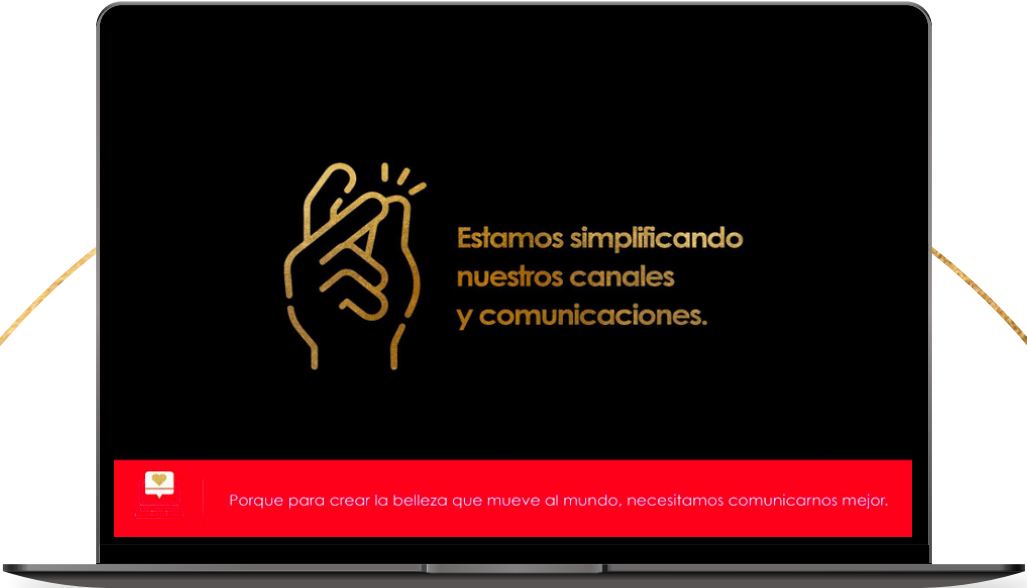 Estamos simplificando
nuestros canales
y comunicaciones.
Porque para crear la belleza que mueve al mundo, necesitamos comunicarnos mejor.